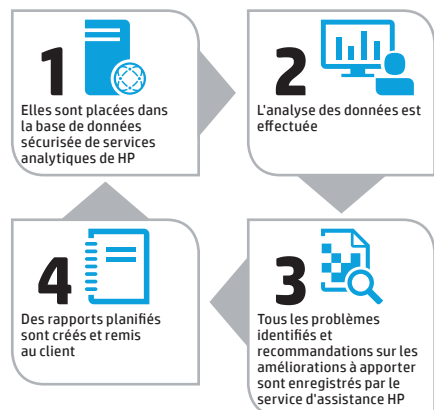 1
Elles sont placées dans
la base de données
sécurisée de services
analytiques de HP
2
L'analyse des données est
effectuée
3
Tous les problèmes
identifiés et
recommandations sur les
améliorations à apporter
sont enregistrés par le
service d'assistance HP
4
Des rapports planifiés
sont créés et remis
au client